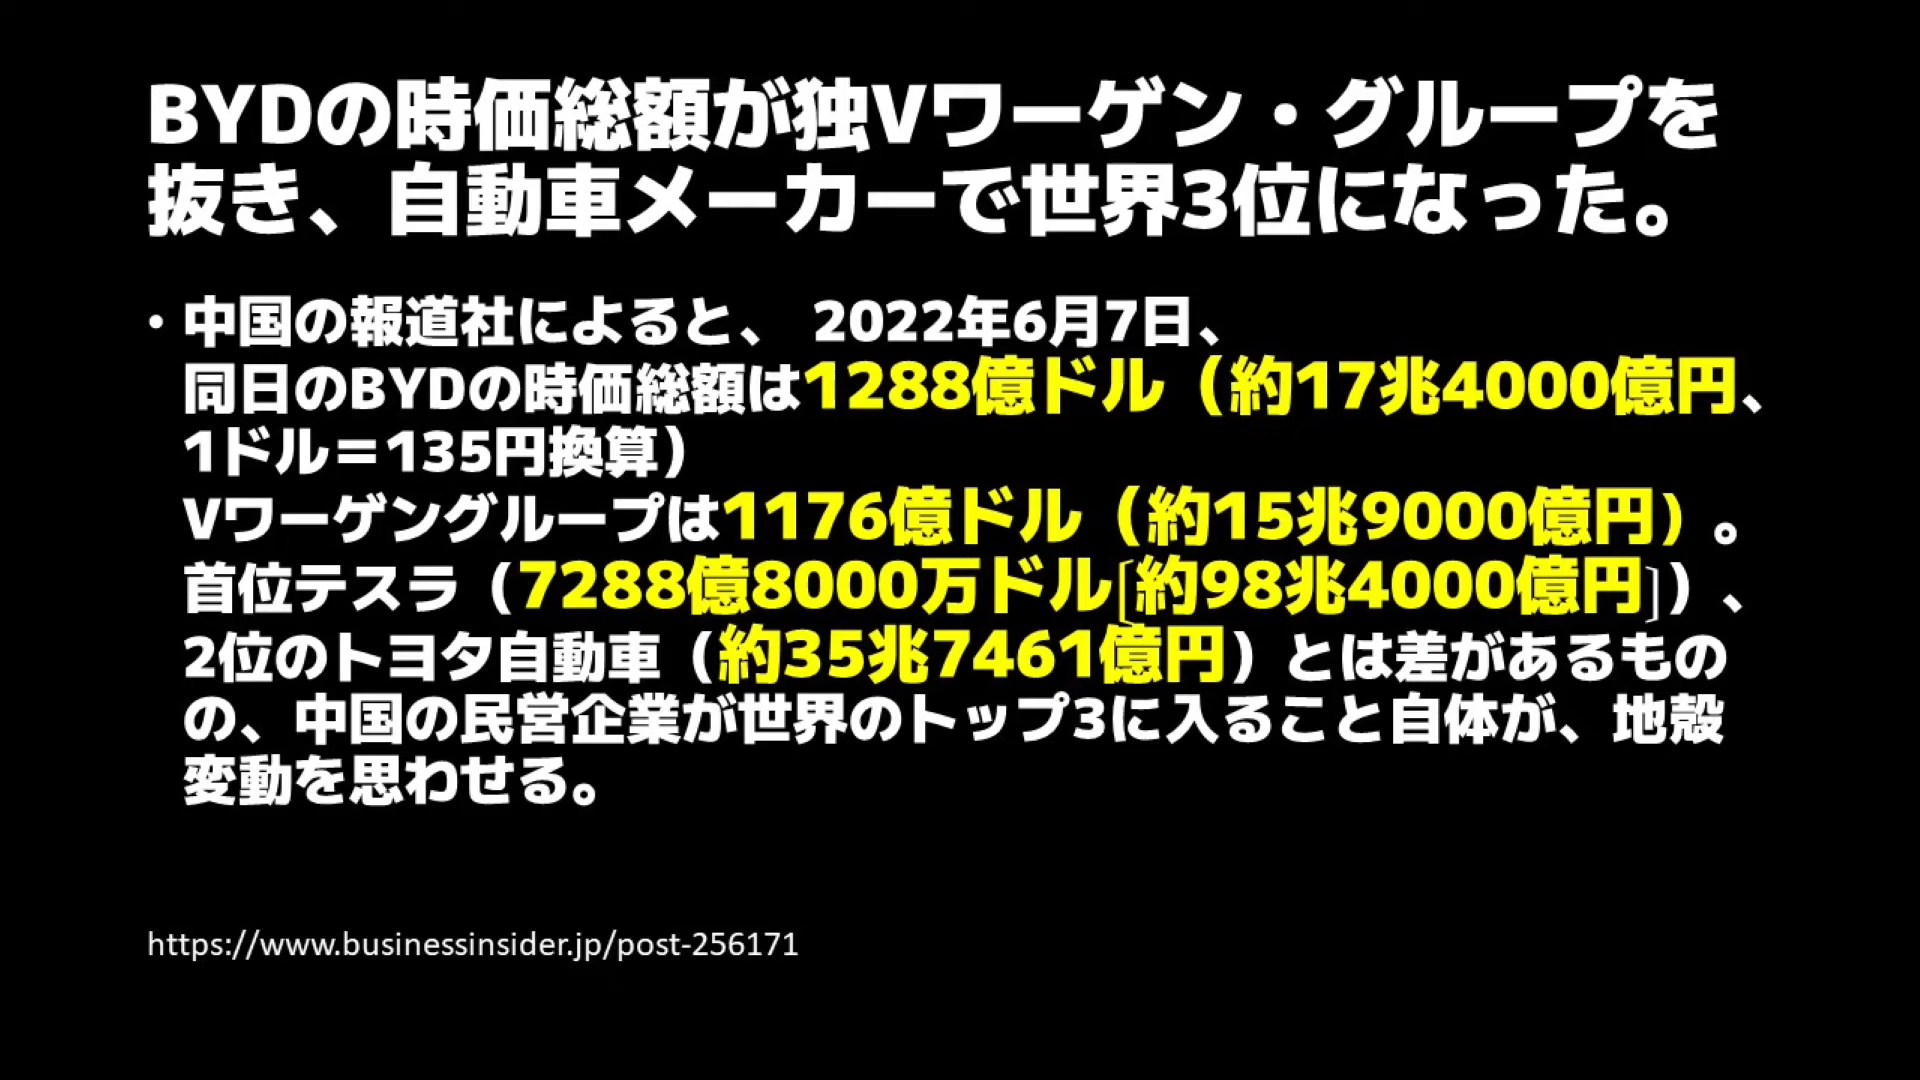 BYDの時価総額が独Vワーゲン・グループを
抜き、自動車メーカーで世界3位になった。
• 中国の報道社によると、 2022年6月7日、
同日のBYDの時価総額は1288億ドル（約17兆4000億円、
1ドル＝135円換算）
Vワーゲングループは1176億ドル（約15兆9000億円）。
首位テスラ（7288億8000万ドル[約98兆4000億円]）、
2位のトヨタ自動車（約35兆7461億円）とは差があるもの
の、中国の民営企業が世界のトップ3に入ること自体が、地殻
変動を思わせる。
https://www.businessinsider.jp/post-256171